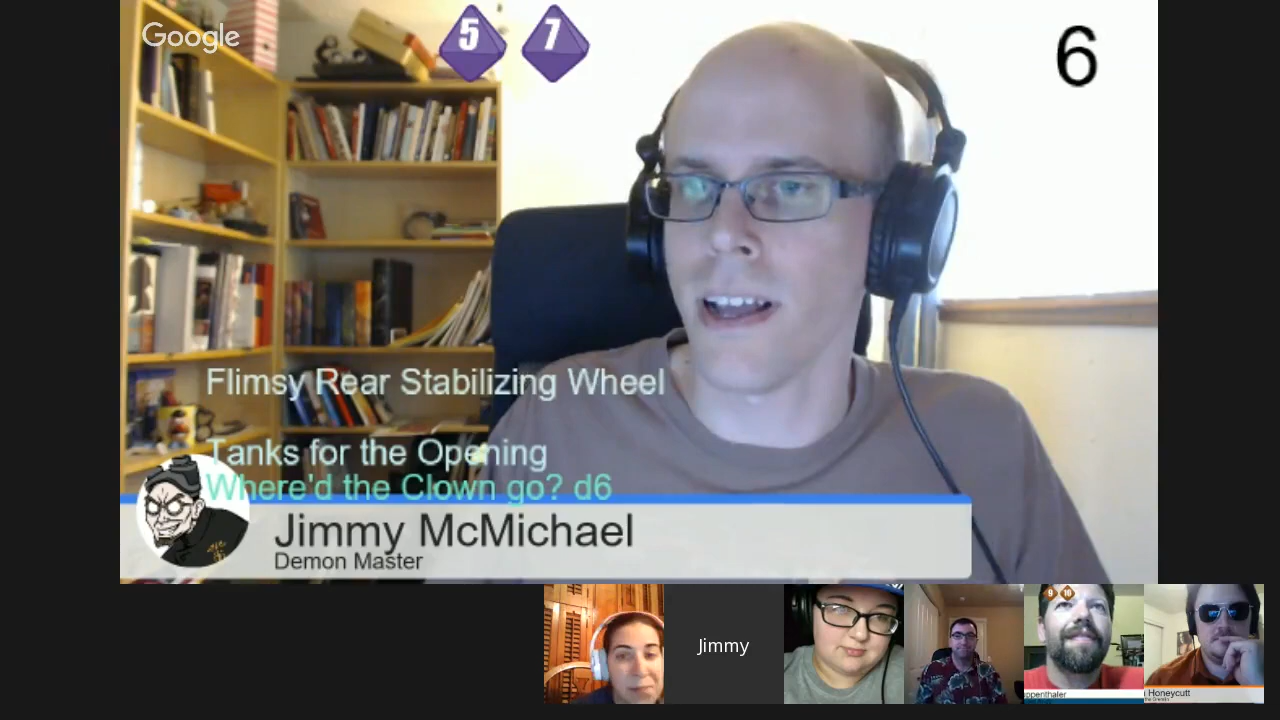 Google
5 7
6
Flimsy Rear Stabilizing Wheel
Tanks for the Opening
Where'd the Clown go? d6
Jimmy McMichael
Demon Master
Jimmy
9 16
ppenthaler
Honeycutt